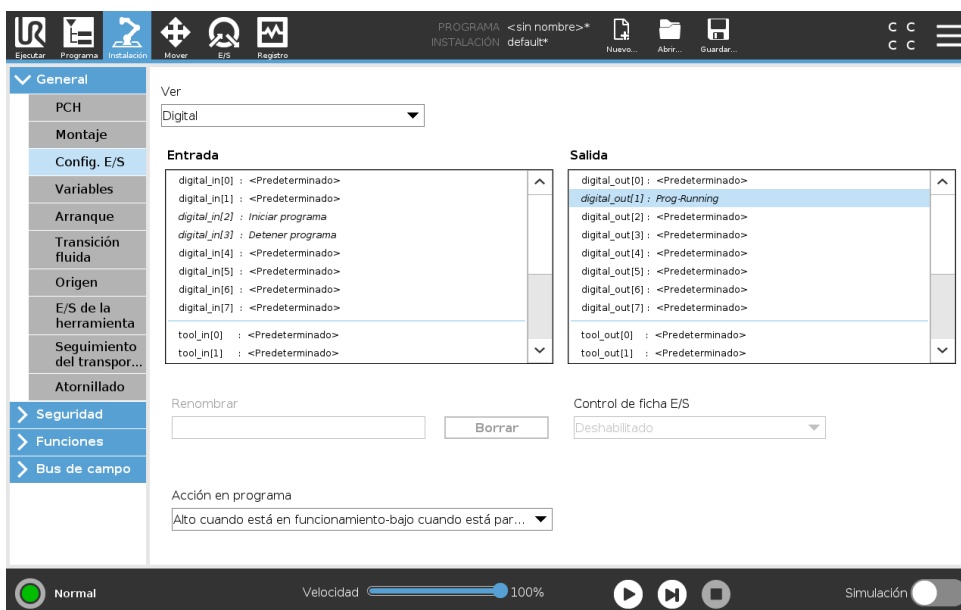 PROGRAMA <sin nombre>*
INSTALACIÓN default*
C C
C C
Ejecutar Programa Instalación Mover E/S Registro Nuevo... Abrir... Guardar...
General
PCH
Montaje
Config. E/S
Variables
Arranque
Transición
fluida
Origen
E/S de la
herramienta
Seguimiento
del transpor...
Atornillado
Seguridad
Funciones
Bus de campo
Ver
Digital
Entrada
digital_in[0] : <Predeterminado>
digital_in[1] : <Predeterminado>
digital_in[2] : Iniciar programa
digital_in[3] : Detener programa
digital_in[4] : <Predeterminado>
digital_in[5] : <Predeterminado>
digital_in[6] : <Predeterminado>
digital_in[7] : <Predeterminado>
tool_in[0] : <Predeterminado>
tool_in[1] : <Predeterminado>
Salida
digital_out[0] : <Predeterminado>
digital_out[1] : Prog-Running
digital_out[2] : <Predeterminado>
digital_out[3] : <Predeterminado>
digital_out[4] : <Predeterminado>
digital_out[5] : <Predeterminado>
digital_out[6] : <Predeterminado>
digital_out[7] : <Predeterminado>
tool_out[0] : <Predeterminado>
tool_out[1] : <Predeterminado>
Renombrar
Borrar
Control de ficha E/S
Deshabilitado
Acción en programa
Alto cuando está en funcionamiento-bajo cuando está par...
Normal
Velocidad 100%
Simulación